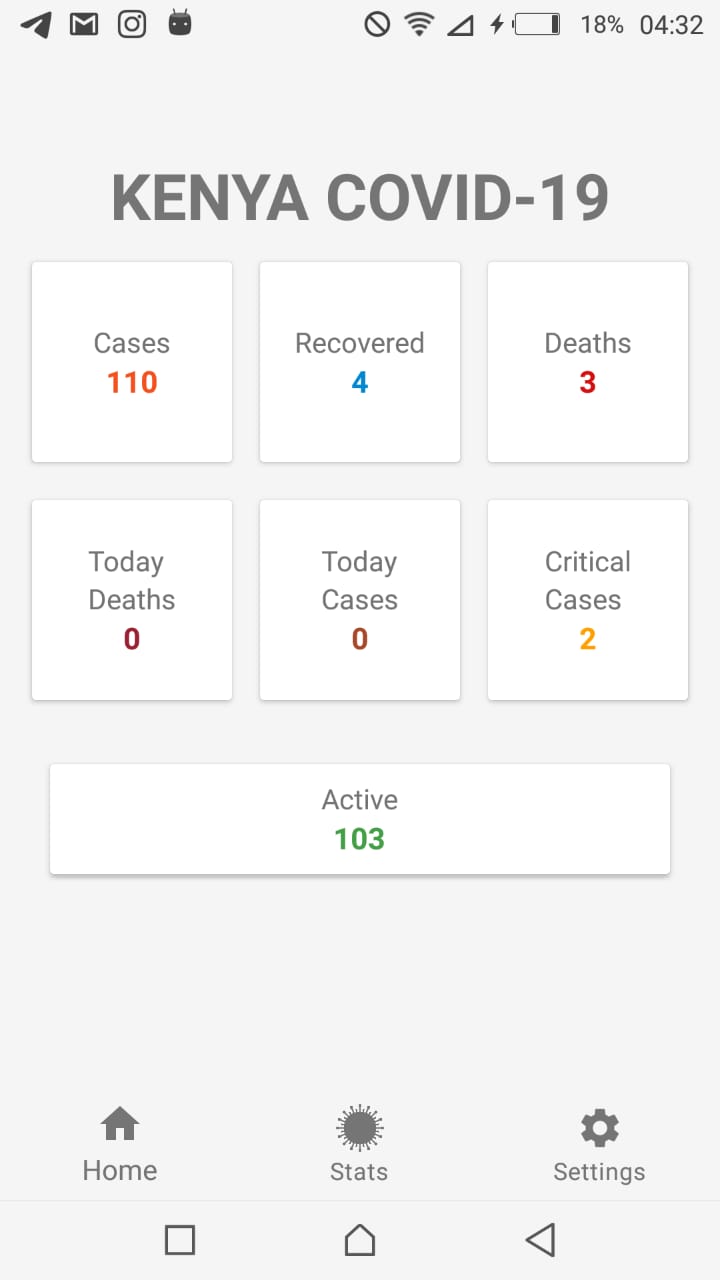 18% 04:32
KENYA COVID-19
Cases
110
Recovered
4
Deaths
3
Today
Deaths
0
Today
Cases
0
Critical
Cases
2
Active
103
Home
Stats
Settings